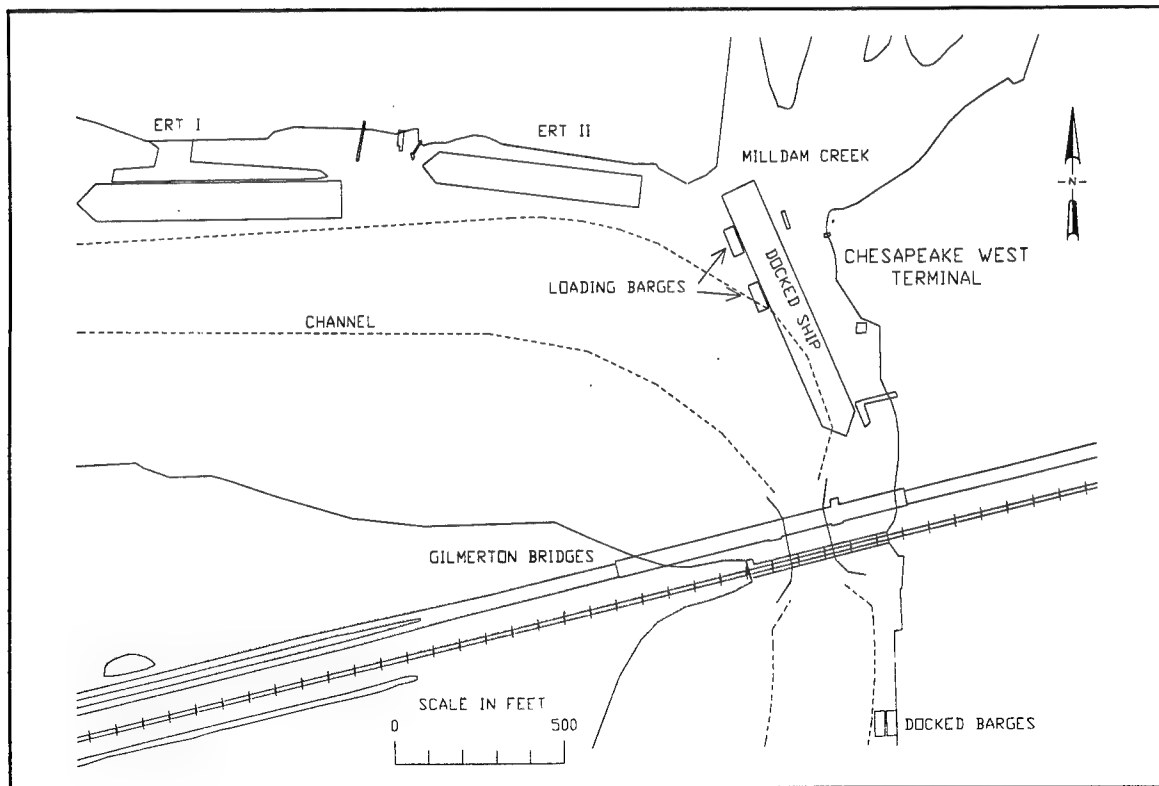 ERT I
ERT II
MILLDAM CREEK
N
CHESAPEAKE WEST
TERMINAL
LOADING BARGES
DOCKED SHIP
CHANNEL
GILMERTON BRIDGES
SCALE IN FEET
0 500
DOCKED BARGES